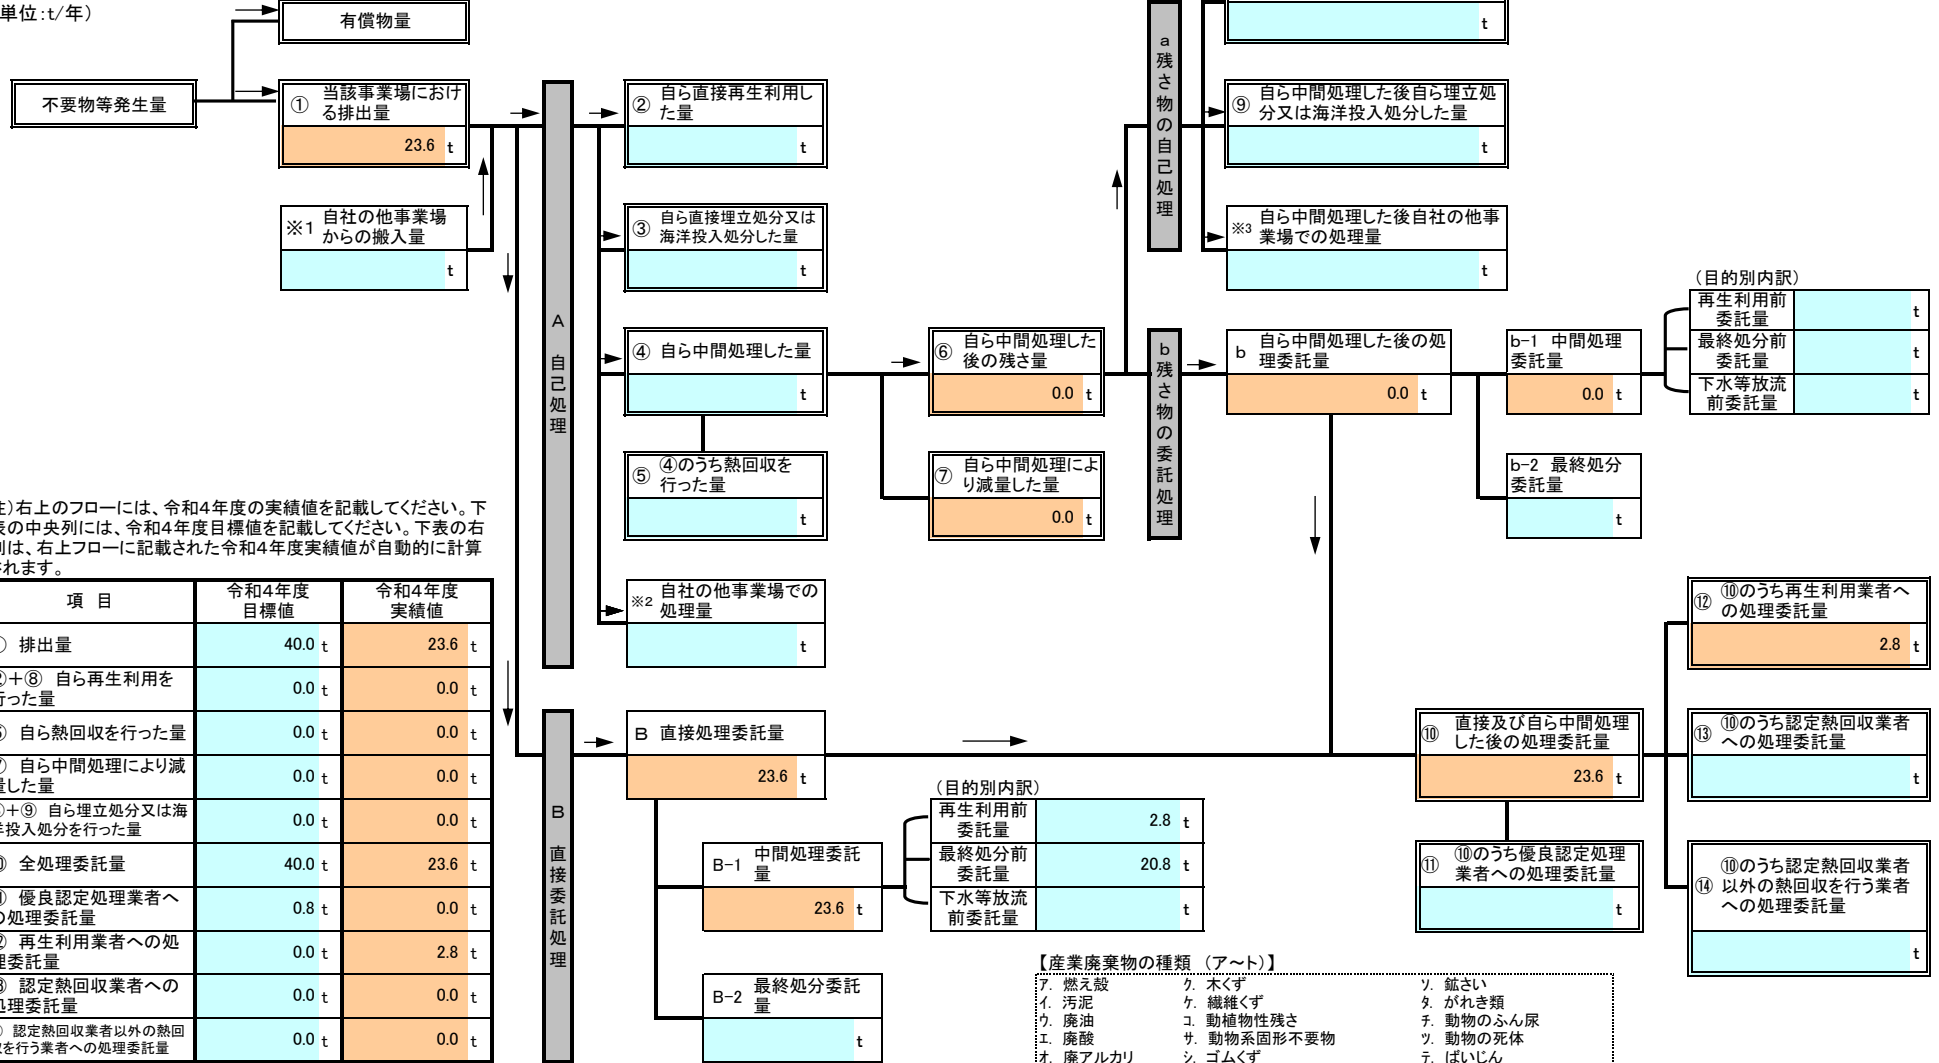 単位:t/年）
有償物量
不要物等発生量
① 当該事業場におけ
る排出量
23.6 t
※1 自社の他事業場
からの搬入量
t
A 自己処理
② 自ら直接再生利用し
た量
t
③ 自ら直接埋立処分又は
海洋投入処分した量
t
④ 自ら中間処理した量
t
⑤ ④のうち熱回収を
行った量
t
※2 自社の他事業場での
処理量
t
⑥ 自ら中間処理した
後の残さ量
0.0 t
⑦ 自ら中間処理によ
り減量した量
0.0 t
a 残さ物の自己処理
t
⑨ 自ら中間処理した後自ら埋立処
分又は海洋投入処分した量
t
※3 自ら中間処理した後自社の他事
業場での処理量
t
b 残さ物の委託処理
b 自ら中間処理した後の処
理委託量
0.0 t
b-1 中間処理
委託量
0.0 t
b-2 最終処分
委託量
t
（目的別内訳）
再生利用前
委託量
t
最終処分前
委託量
t
下水等放流
前委託量
t
注）右上のフローには、令和4年度の実績値を記載してください。下
表の中央列には、令和4年度目標値を記載してください。下表の右
列は、右上フローに記載された令和4年度実績値が自動的に計算
されます。
項 目 令和4年度
目標値 令和4年度
実績値
排出量 40.0 t 23.6 t
②+⑧ 自ら再生利用を
行った量 0.0 t 0.0 t
自ら熱回収を行った量 0.0 t 0.0 t
自ら中間処理により減
量した量 0.0 t 0.0 t
+⑨ 自ら埋立処分又は海
洋投入処分を行った量 0.0 t 0.0 t
全処理委託量 40.0 t 23.6 t
優良認定処理業者へ
の処理委託量 0.8 t 0.0 t
再生利用業者への処
理委託量 0.0 t 2.8 t
認定熱回収業者への
処理委託量 0.0 t 0.0 t
認定熱回収業者以外の熱回
収を行う業者への処理委託量 0.0 t 0.0 t
B 直接委託処理
B 直接処理委託量
23.6 t
B-1 中間処理委託
量
23.6 t
B-2 最終処分委託
量
t
（目的別内訳）
再生利用前
委託量
2.8 t
最終処分前
委託量
20.8 t
下水等放流
前委託量
t
⑩ 直接及び自ら中間処理
した後の処理委託量
23.6 t
⑪ ⑩のうち優良認定処理
業者への処理委託量
t
⑫ ⑩のうち再生利用業者へ
の処理委託量
2.8 t
⑬ ⑩のうち認定熱回収業者
への処理委託量
t
⑭ ⑩のうち認定熱回収業者
以外の熱回収を行う業者
への処理委託量
t
【産業廃棄物の種類 （ア～ト）】
ア. 燃え殻 ク. 木くず ソ. 鉱さい
イ. 汚泥 ケ. 繊維くず タ. がれき類
ウ. 廃油 コ. 動植物性残さ チ. 動物のふん尿
エ. 廃酸 サ. 動物系固形不要物 ツ. 動物の死体
オ. 廃アルカリ シ. ゴムくず テ. ばいじん